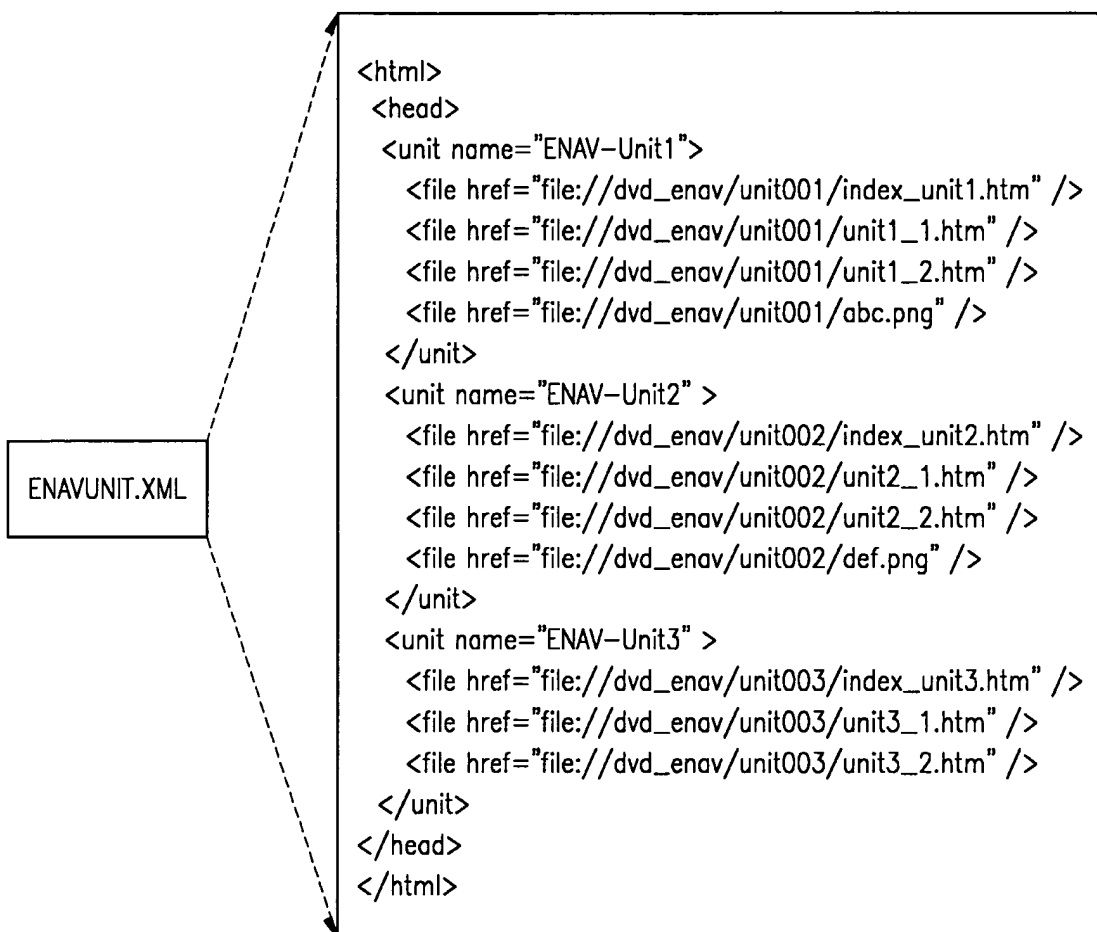 <html>
<head>
<unit name="ENAV-Unit1">
<file href="file://dvd_enav/unit001/index_unit1.htm" />
<file href="file://dvd_enav/unit001/unit1_1.htm" />
<file href="file://dvd_enav/unit001/unit1_2.htm" />
<file href="file://dvd_enav/unit001/abc.png" />
</unit>
<unit name="ENAV-Unit2" >
<file href="file://dvd_enav/unit002/index_unit2.htm" />
<file href="file://dvd_enav/unit002/unit2_1.htm" />
<file href="file://dvd_enav/unit002/unit2_2.htm" />
<file href="file://dvd_enav/unit002/def.png" />
</unit>
<unit name="ENAV-Unit3" >
<file href="file://dvd_enav/unit003/index_unit3.htm" />
<file href="file://dvd_enav/unit003/unit3_1.htm" />
<file href="file://dvd_enav/unit003/unit3_2.htm" />
</unit>
</head>
</html>
ENAVUNIT.XML